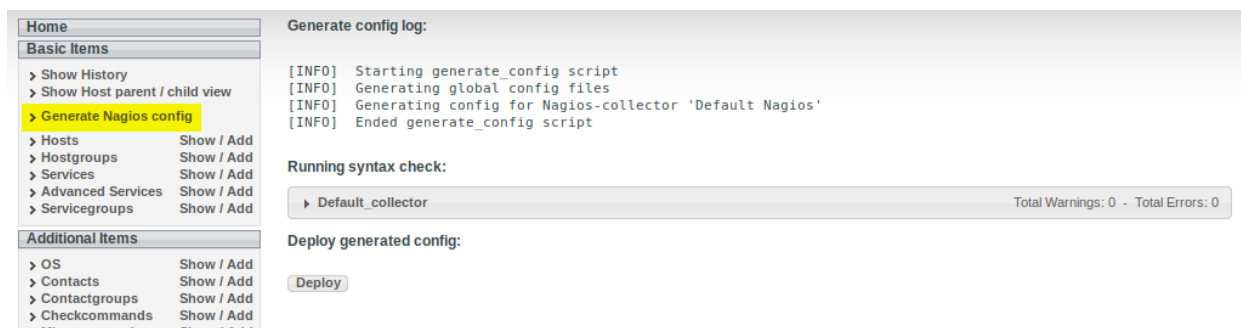 Home
Basic Items
Show History
Show Host parent / child view
Generate Nagios config
Hosts Show / Add
Hostgroups Show / Add
Services Show / Add
Advanced Services Show / Add
Servicegroups Show / Add
Additional Items
OS Show / Add
Contacts Show / Add
Contactgroups Show / Add
Checkcommands Show / Add
Generate config log:
[INFO] Starting generate_config script
[INFO] Generating global config files
[INFO] Generating config for Nagios-collector 'Default Nagios'
[INFO] Ended generate_config script
Running syntax check:
Default_collector Total Warnings: 0 - Total Errors: 0
Deploy generated config:
Deploy